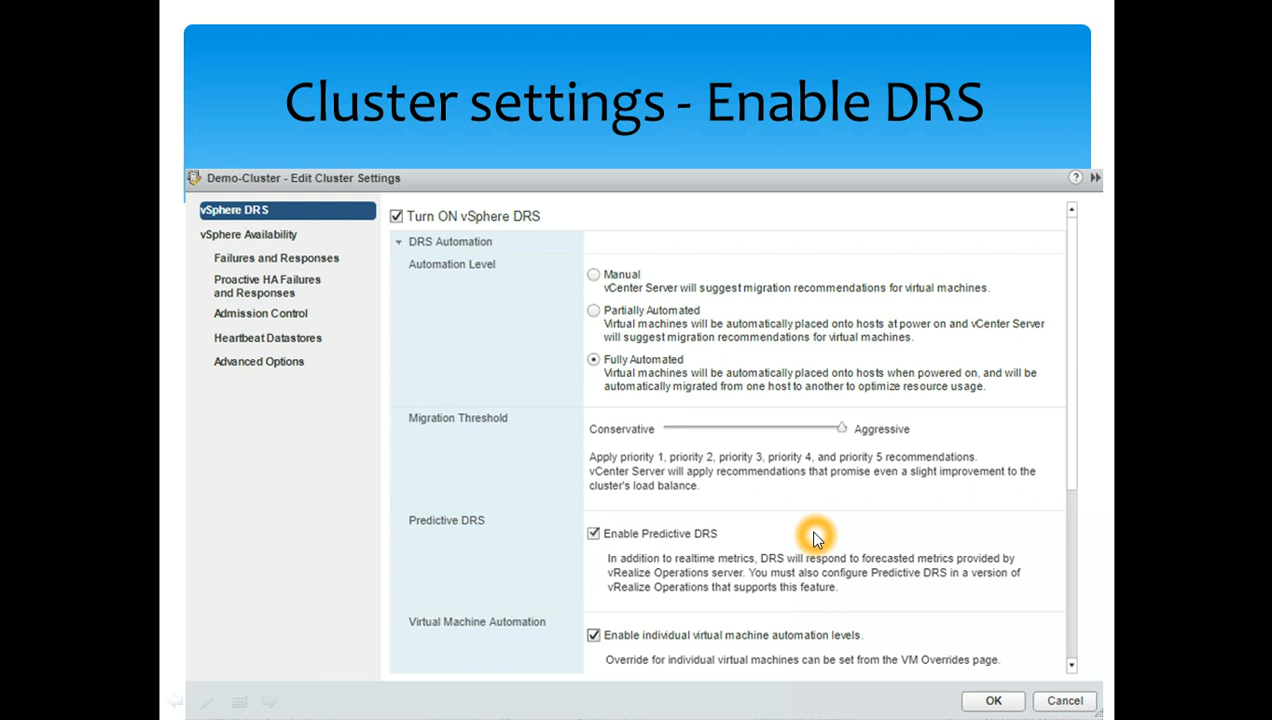 Cluster settings - Enable DRS
Demo-Cluster - Edit Cluster Settings
?
vSphere DRS
vSphere Availability
Failures and Responses
Proactive HA Failures
and Responses
Admission Control
Heartbeat Datastores
Advanced Options
Turn ON vSphere DRS
DRS Automation
Automation Level
Manual
vCenter Server will suggest migration recommendations for virtual machines.
Partially Automated
Virtual machines will be automatically placed onto hosts at power on and vCenter Server
will suggest migration recommendations for virtual machines.
Fully Automated
Virtual machines will be automatically placed onto hosts when powered on, and will be
automatically migrated from one host to another to optimize resource usage.
Migration Threshold
Conservative Aggressive
Apply priority 1, priority 2, priority 3, priority 4, and priority 5 recommendations.
vCenter Server will apply recommendations that promise even a slight improvement to the
cluster's load balance.
Predictive DRS
Enable Predictive DRS
In addition to realtime metrics, DRS will respond to forecasted metrics provided by
vRealize Operations server. You must also configure Predictive DRS in a version of
vRealize Operations that supports this feature.
Virtual Machine Automation
Enable individual virtual machine automation levels.
Override for individual virtual machines can be set from the VM Overrides page.
OK Cancel